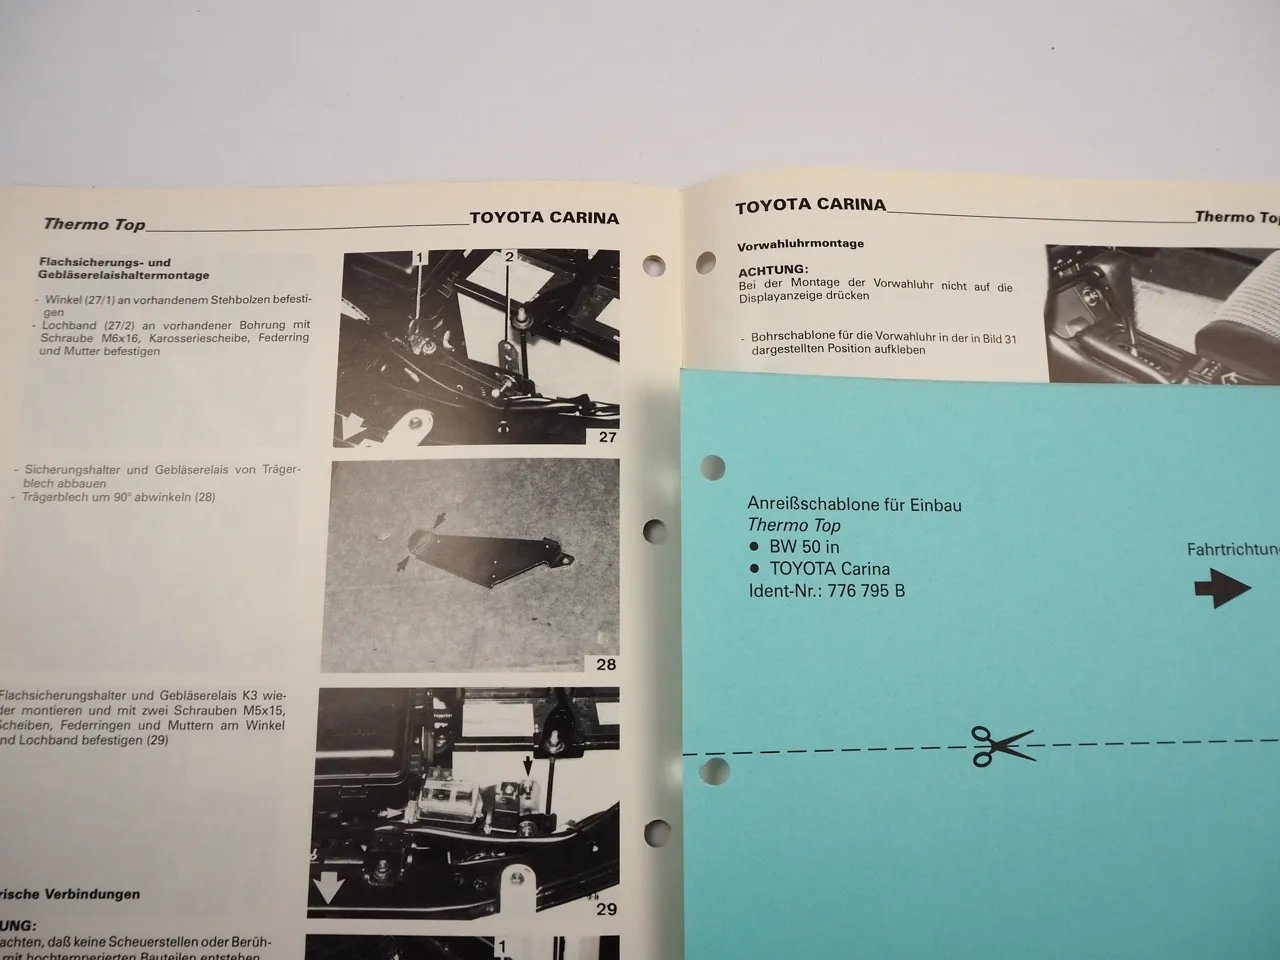 Thermo Top TOYOTA CARINA
Flachsicherungs- und
Gebläserelaishaltermontage
- Winkel (27/1) an vorhandenem Stehbolzen befesti-
gen
- Lochband (27/2) an vorhandener Bohrung mit
Schraube M6x16, Karosseriescheibe, Federring
und Mutter befestigen
1 2
27
- Sicherungshalter und Gebläserelais von Träger-
blech abbauen
- Trägerblech um 90° abwinkeln (28)
28
Flachsicherungshalter und Gebläserelais K3 wie-
der montieren und mit zwei Schrauben M5x15,
Scheiben, Federringen und Muttern am Winkel
nd Lochband befestigen (29)
29
rische Verbindungen
UNG:
achten, daß keine Scheuerstellen oder Berüh-
mit hochtemperierten Bauteilen entstehen
1
TOYOTA CARINA Thermo Top
Vorwahluhrmontage
ACHTUNG:
Bei der Montage der Vorwahluhr nicht auf die
Displayanzeige drücken
- Bohrschablone für die Vorwahluhr in der in Bild 31
dargestellten Position aufkleben
Anreißschablone für Einbau
Thermo Top
● BW 50 in
● TOYOTA Carina
Ident-Nr.: 776 795 B
Fahrtrichtung